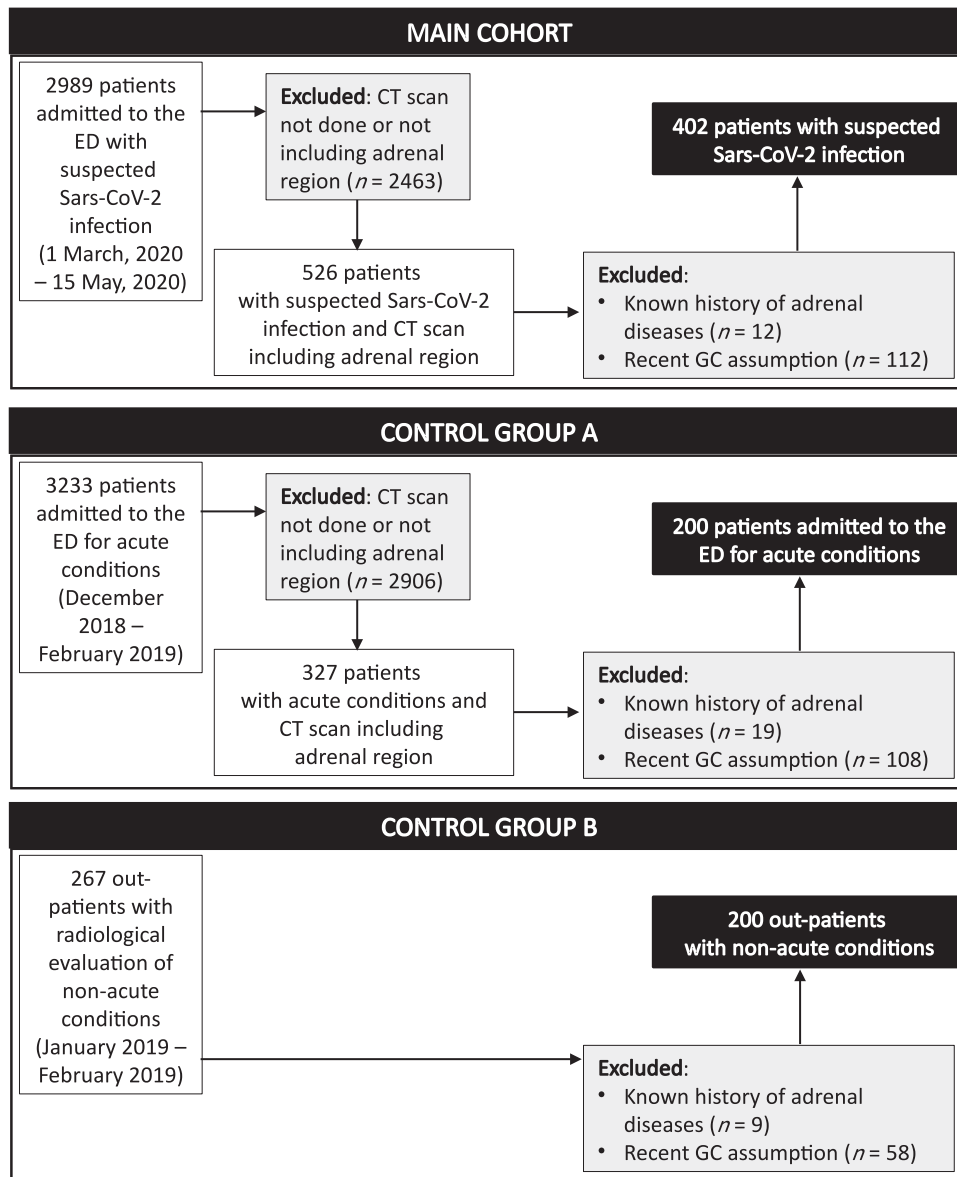 MAIN COHORT
2989 patients
admitted to the
ED with
suspected
Sars-CoV-2
infection
(1 March, 2020
– 15 May, 2020)
Excluded: CT scan
not done or not
including adrenal
region (n = 2463)
526 patients
with suspected Sars-CoV-2
infection and CT scan
including adrenal region
Excluded:
• Known history of adrenal
diseases (n = 12)
• Recent GC assumption (n = 112)
402 patients with suspected
Sars-CoV-2 infection
CONTROL GROUP A
3233 patients
admitted to the
ED for acute
conditions
(December
2018 –
February 2019)
Excluded: CT scan
not done or not
including adrenal
region (n = 2906)
327 patients
with acute conditions and
CT scan including
adrenal region
Excluded:
• Known history of adrenal
diseases (n = 19)
• Recent GC assumption (n = 108)
200 patients admitted to the
ED for acute conditions
CONTROL GROUP B
267 out-
patients with
radiological
evaluation of
non-acute
conditions
(January 2019 –
February 2019)
Excluded:
• Known history of adrenal
diseases (n = 9)
• Recent GC assumption (n = 58)
200 out-patients
with non-acute conditions